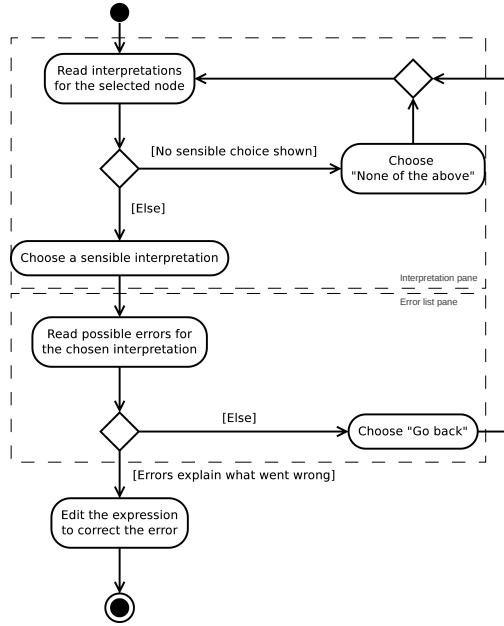 Read interpretations
for the selected node
[No sensible choice shown]
Choose
"None of the above"
[Else]
Choose a sensible interpretation
Interpretation pane
Error list pane
Read possible errors for
the chosen interpretation
[Else]
Choose "Go back"
[Errors explain what went wrong]
Edit the expression
to correct the error